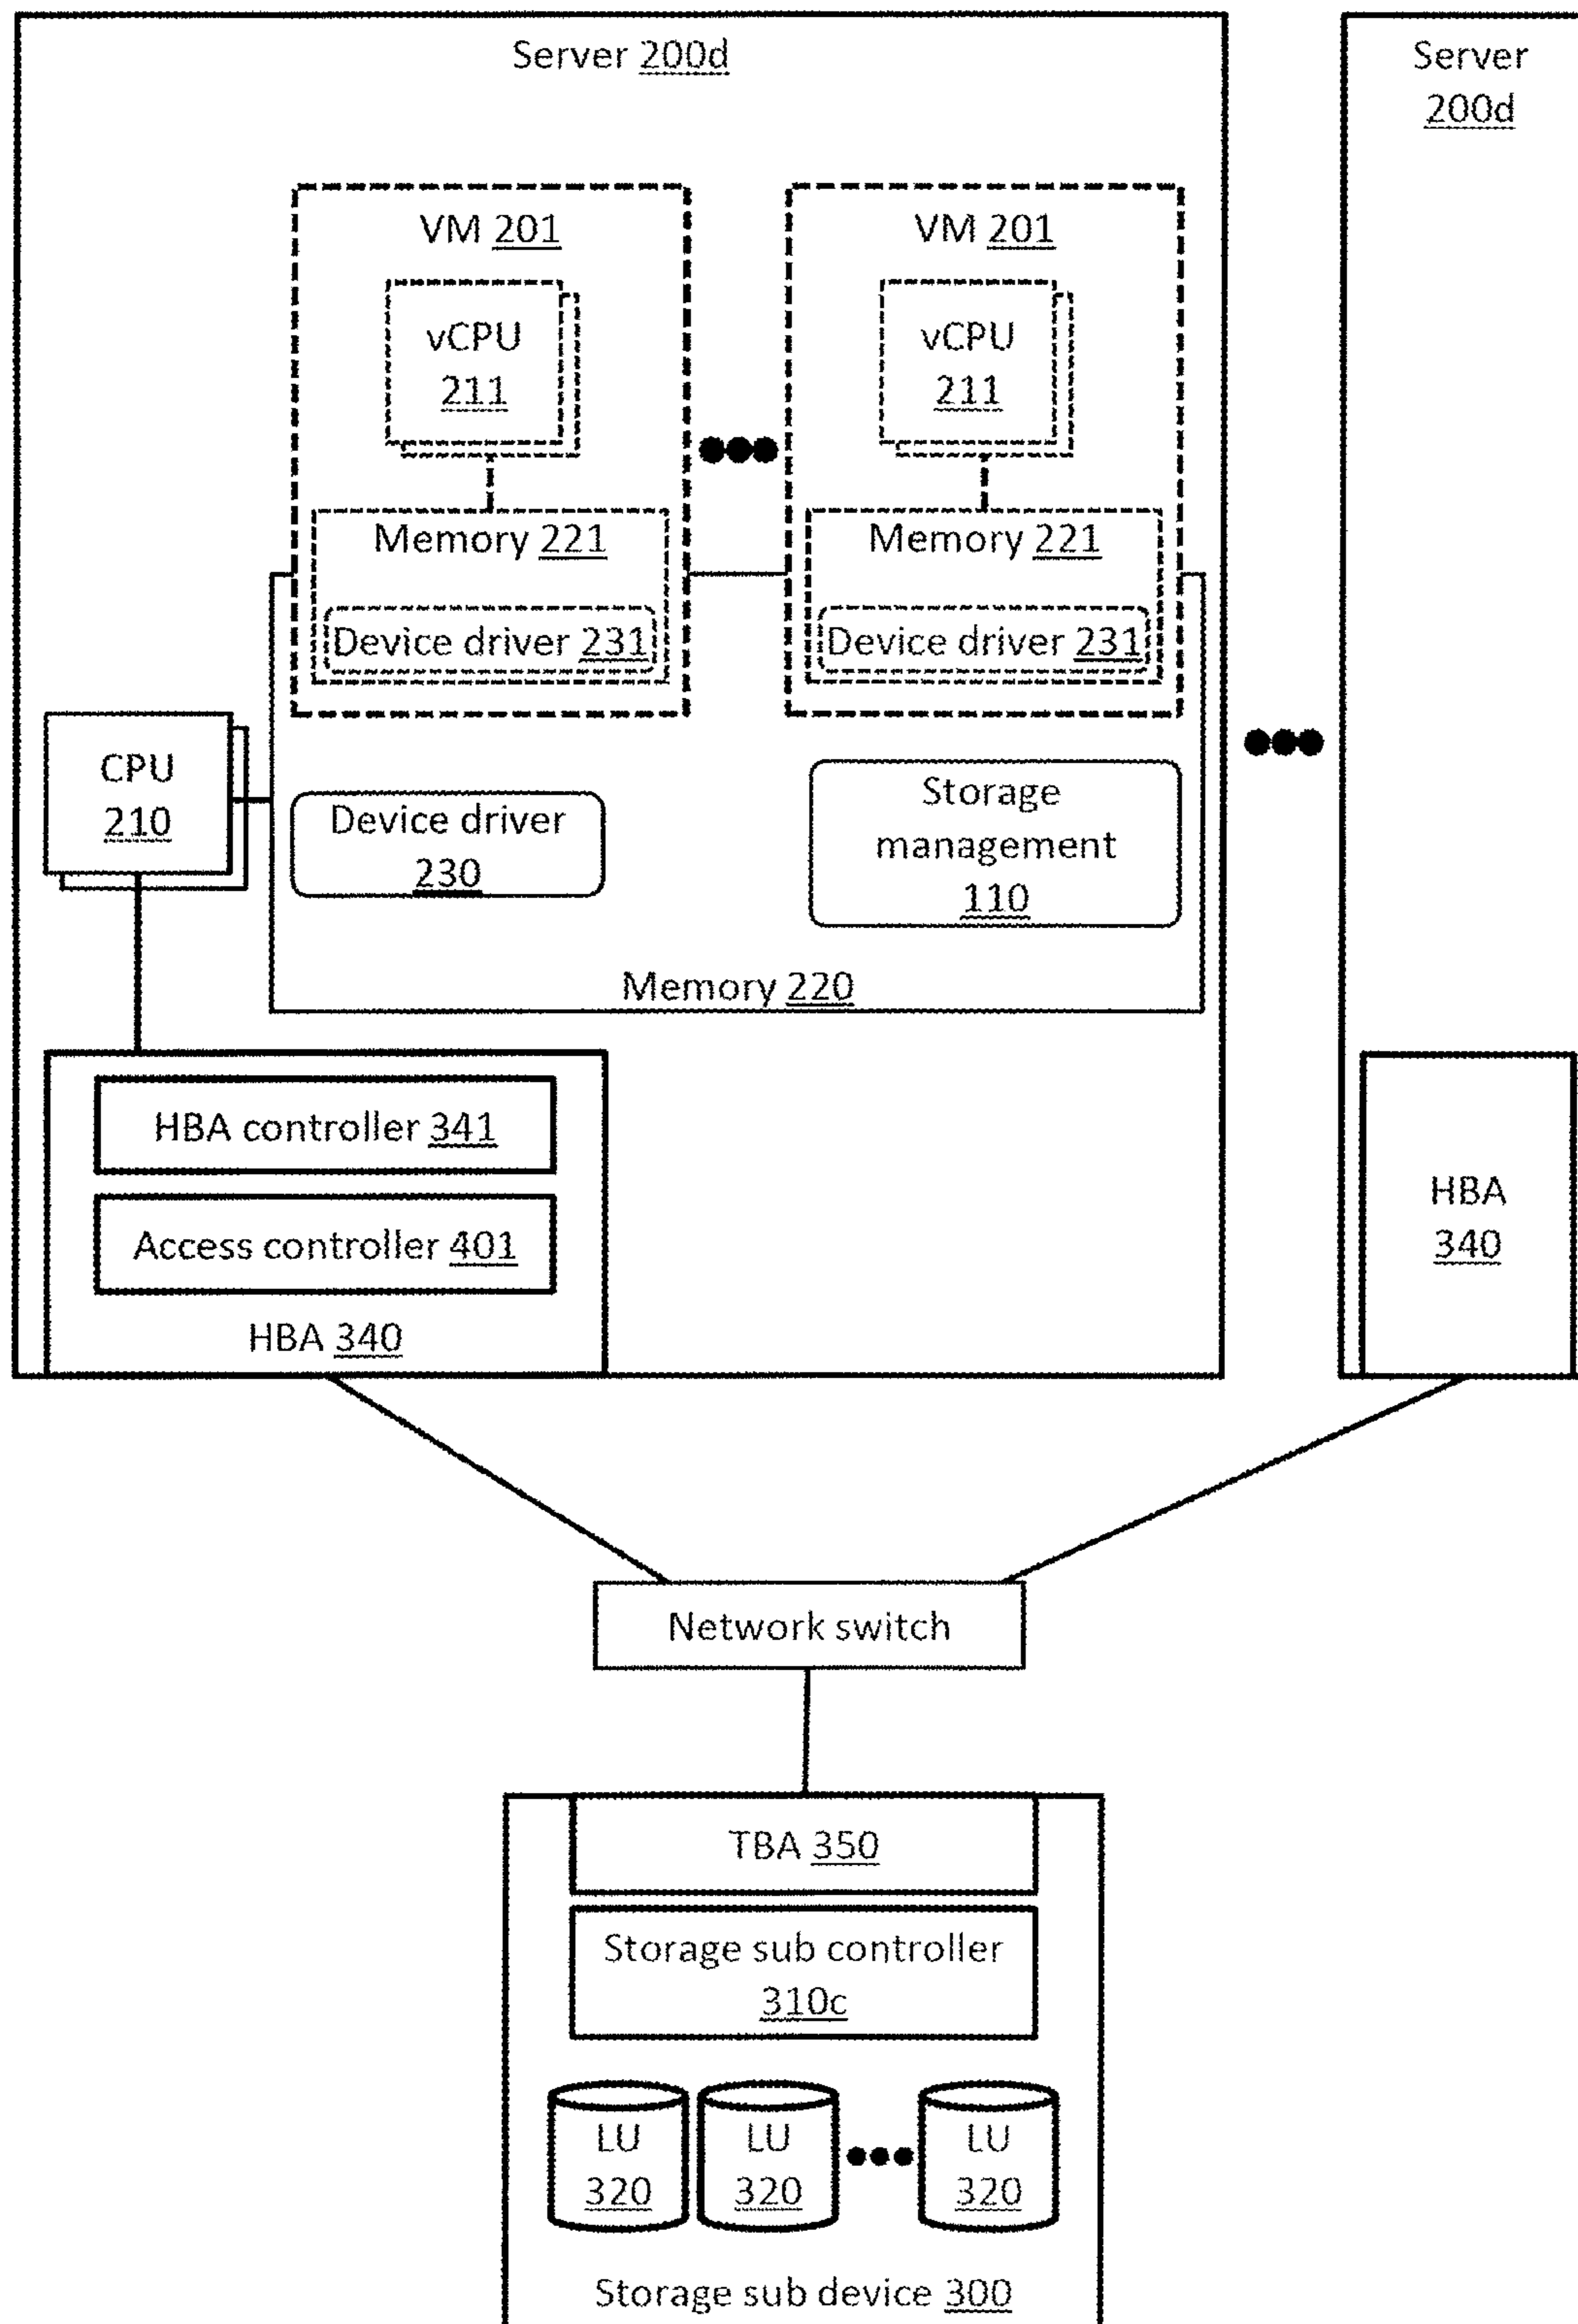 Server 200d
Server
200d
VM 201
VM 201
vCPU
211
vCPU
211
Memory 221
Memory 221
Device driver 231
Device driver 231
CPU
210
Device driver
230
Storage
management
110
Memory 220
HBA controller 341
Access controller 401
HBA 340
HBA
340
Network switch
TBA 350
Storage sub controller
310c
LU
320
LU
320
LU
320
Storage sub device 300